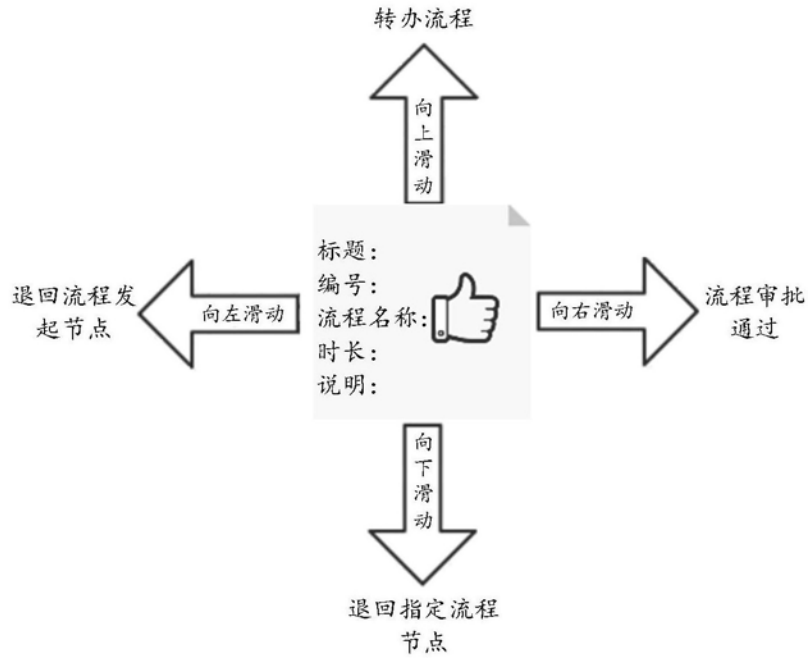 转办流程
向上滑动
标题：
编号：
流程名称：
时长：
说明：
退回流程发
起节点
向左滑动
向右滑动
流程审批
通过
向下滑动
退回指定流程
节点